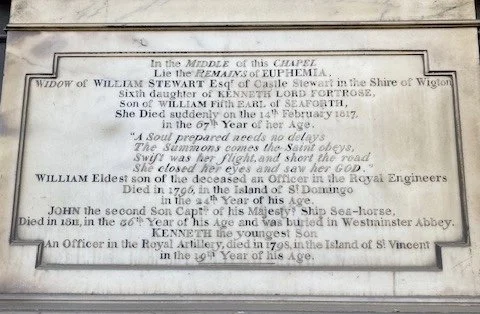 In the MIDDLE of this CHAPEL
Lie the REMAINS of EUPHEMIA,
WIDOW of WILLIAM STEWART Esqr. of Castle Stewart in the Shire of Wigton
Sixth daughter of KENNETH LORD FORTROSE,
Son of WILLIAM Fifth EARL of SEAFORTH,
She Died suddenly on the 14th February 1817,
in the 67th Year of her Age.
"A Soul prepared needs no delays
The Summons comes the Saint obeys,
Swift was her flight, and short the road
She closed her eyes and saw her GOD."
WILLIAM Eldest son of the deceased an Officer in the Royal Engineers
Died in 1796, in the Island of St. Domingo
in the 24th Year of his Age.
JOHN the second Son Captn. of his Majestys Ship Sea-horse,
Died in 1811, in the 36th Year of his Age and was buried in Westminster Abbey.
KENNETH the youngest Son
An Officer in the Royal Artillery, died in 1798, in the Island of St. Vincent
in the 19th Year of his Age.